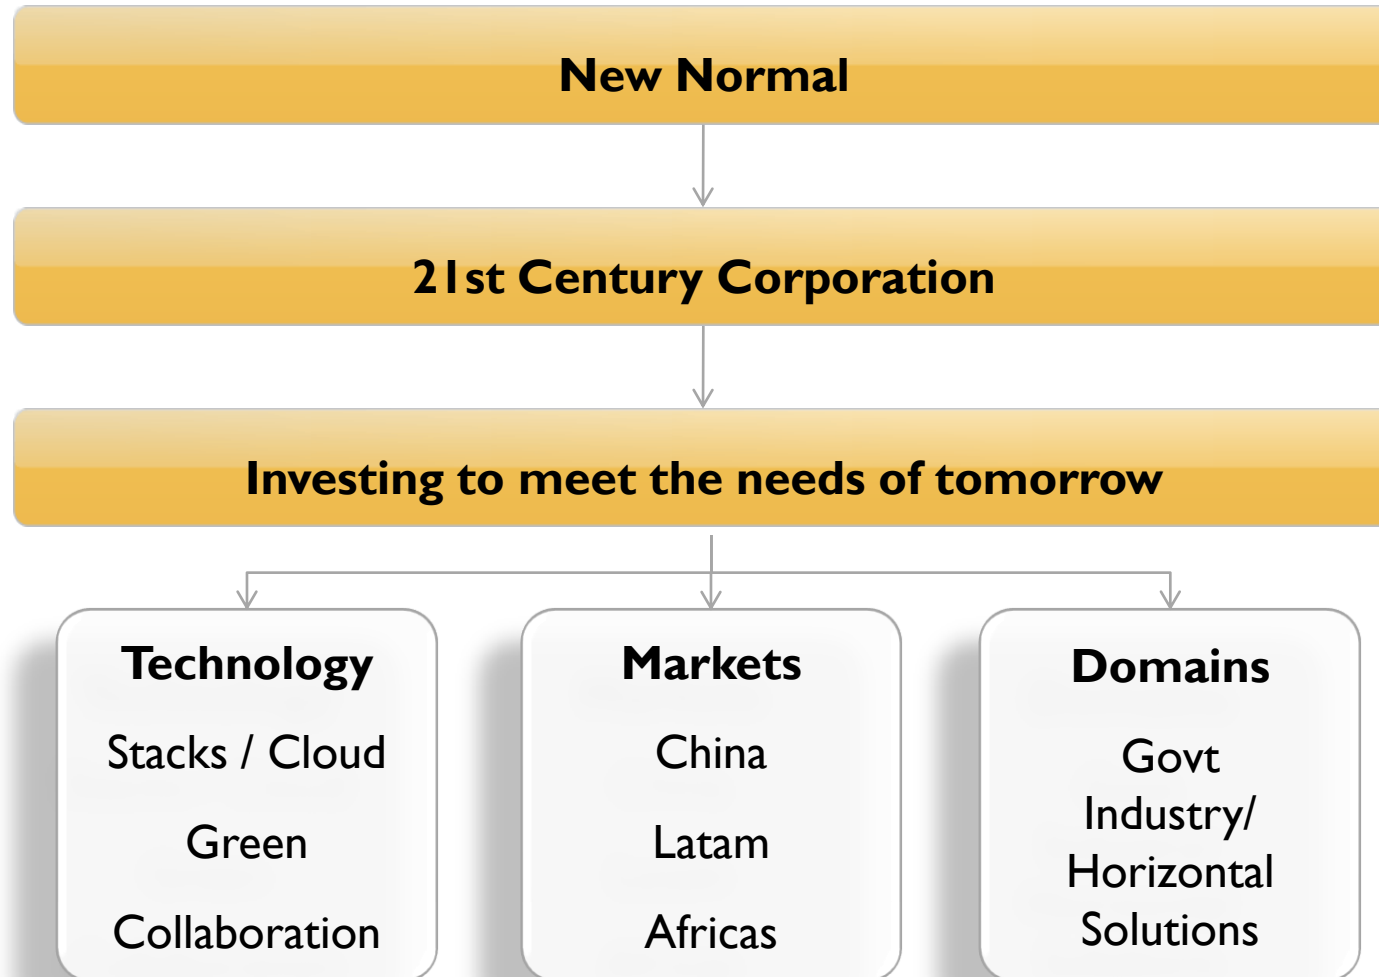 New Normal
21st Century Corporation
Investing to meet the needs of tomorrow
Technology
Stacks / Cloud
Green
Collaboration
Markets
China
Latam
Africas
Domains
Govt
Industry/
Horizontal
Solutions